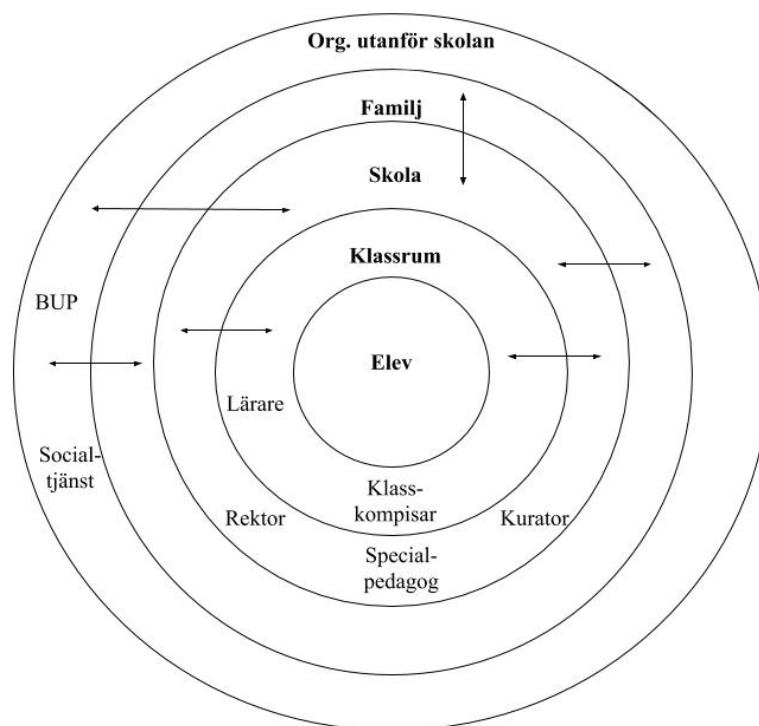 Org. utanför skolan
Familj
Skola
Klassrum
BUP
Elev
Lärare
Social-
tjänst
Klass-
kompisar
Rektor
Kurator
Special-
pedagog